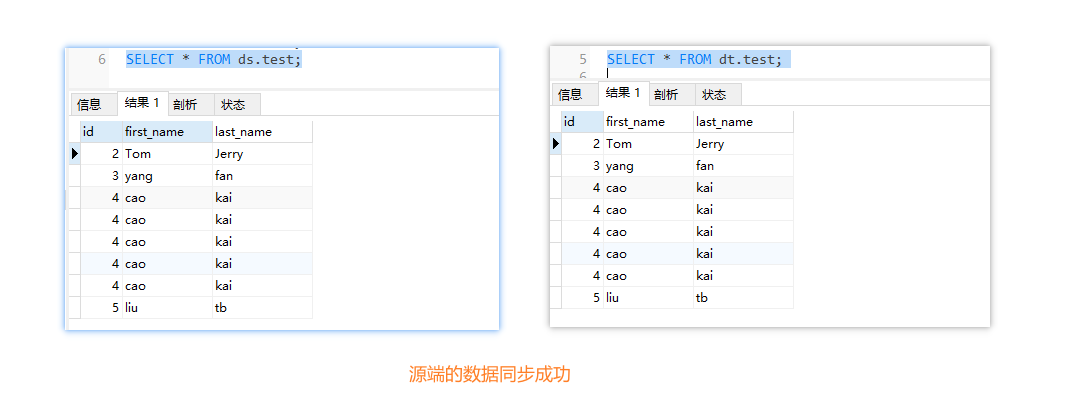 6 SELECT * FROM ds.test;
信息 结果 1 剖析 状态
id first_name last_name
2 Tom Jerry
3 yang fan
4 cao kai
4 cao kai
4 cao kai
4 cao kai
4 cao kai
5 liu tb
5 SELECT * FROM dt.test;
6
信息 结果 1 剖析 状态
id first_name last_name
2 Tom Jerry
3 yang fan
4 cao kai
4 cao kai
4 cao kai
4 cao kai
4 cao kai
5 liu tb
源端的数据同步成功